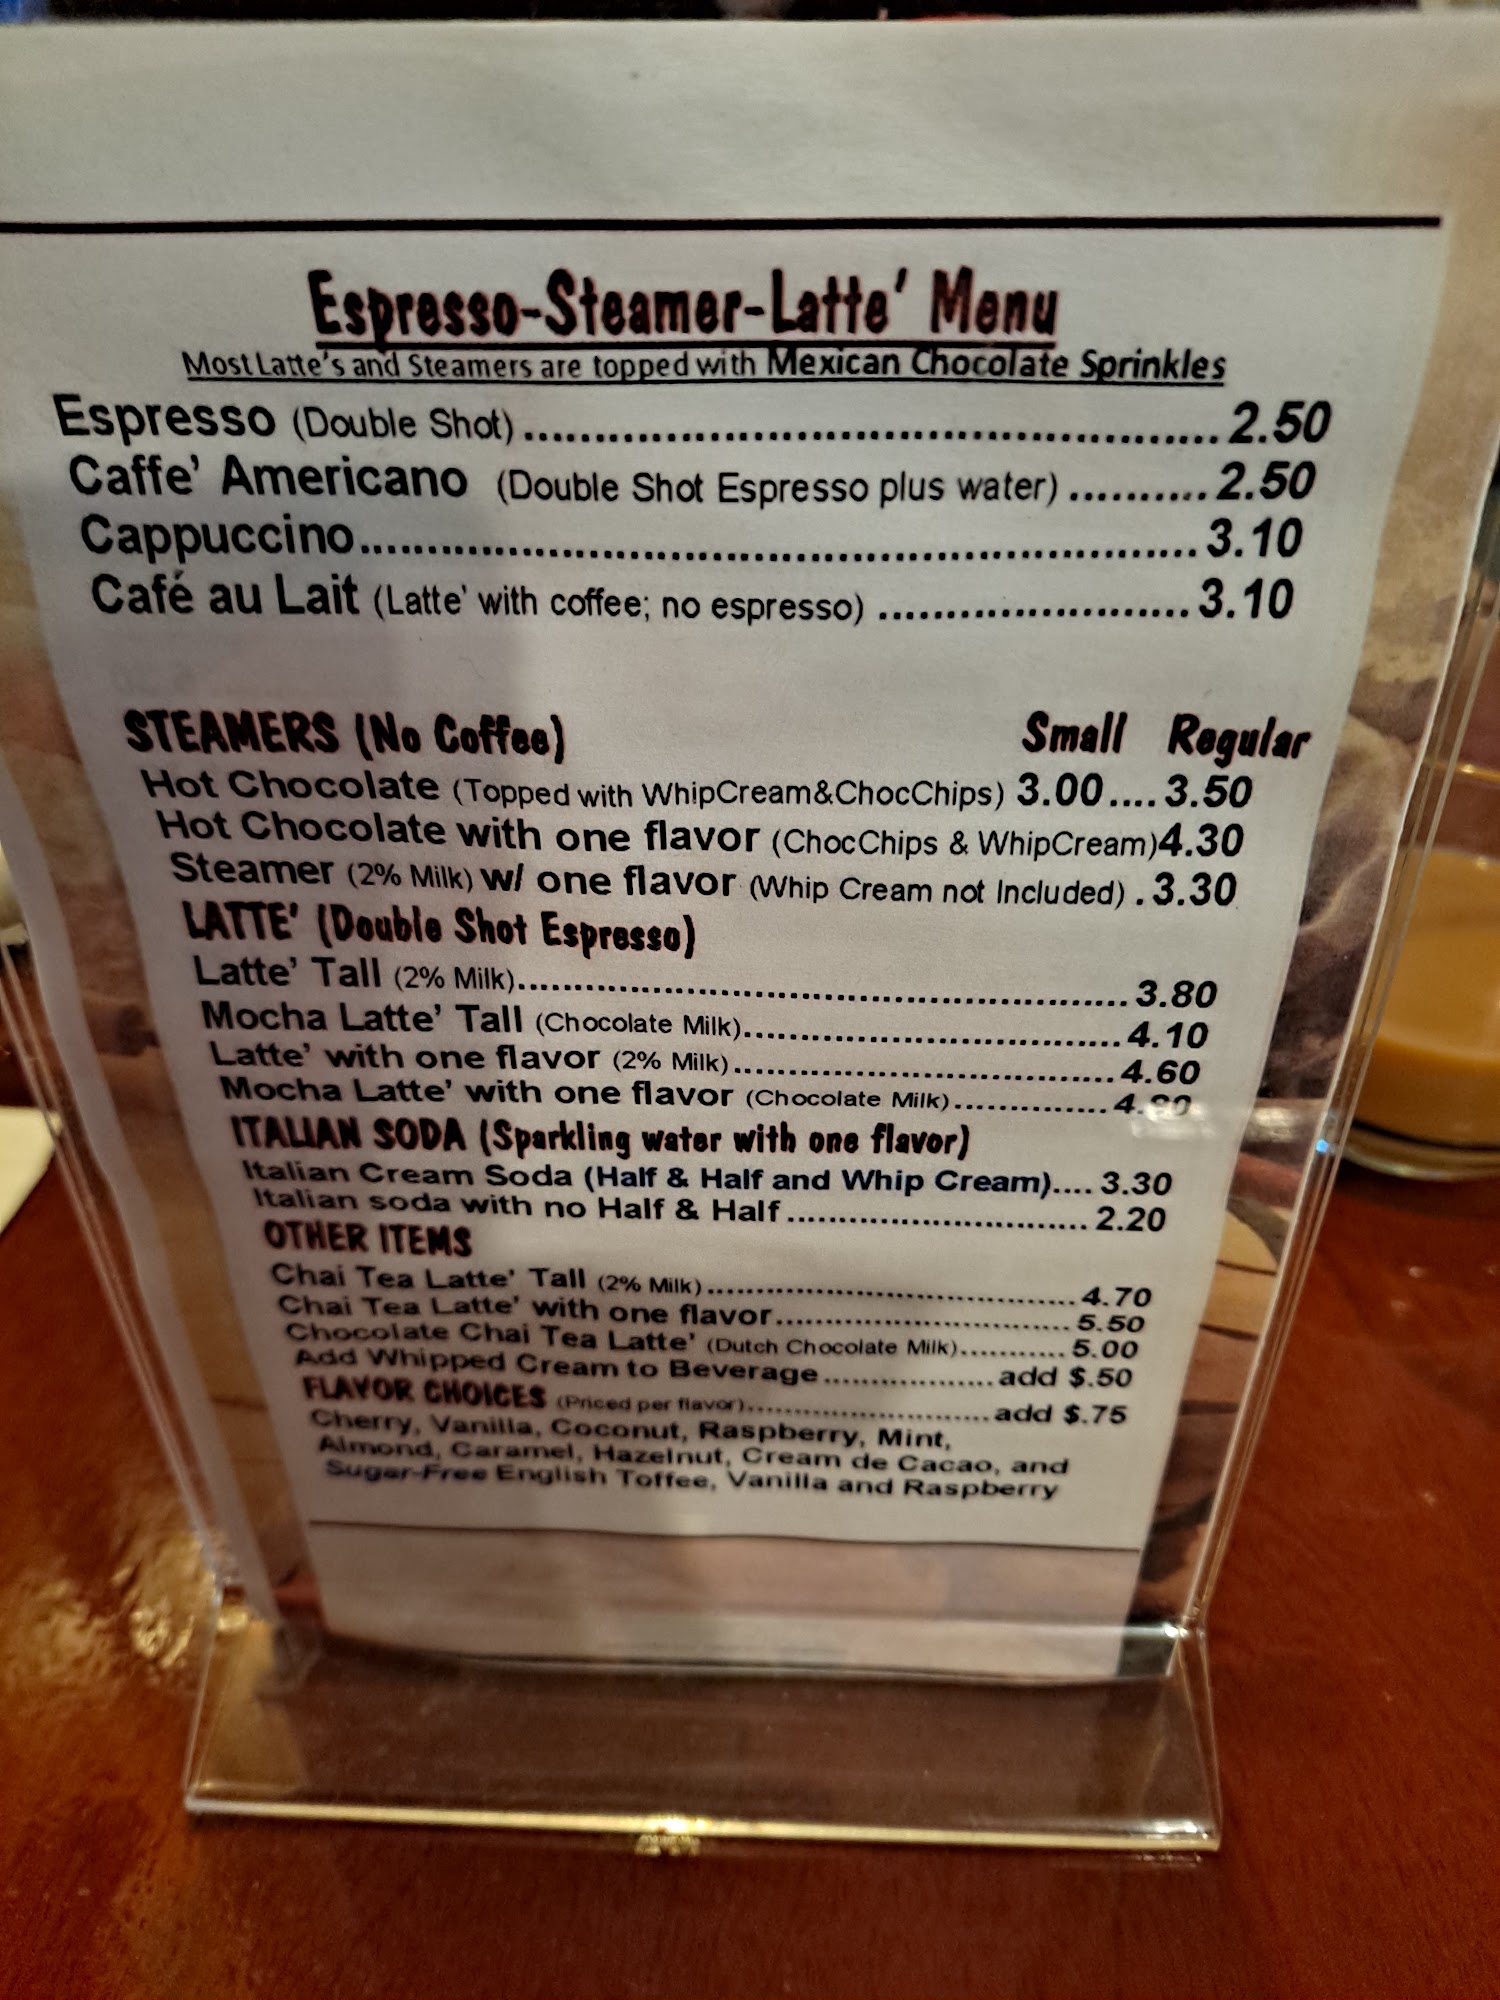 Espresso-Steamer-Latte' Menu
Most Latte's and Steamers are topped with Mexican Chocolate Sprinkles
Espresso (Double Shot)..................................................2.50
Caffe' Americano (Double Shot Espresso plus water) ..........2.50
Cappuccino..............................................................3.10
Café au Lait (Latte' with coffee; no espresso) .......................3.10
STEAMERS (No Coffee) Small Regular
Hot Chocolate (Topped with WhipCream&ChocChips) 3.00....3.50
Hot Chocolate with one flavor (ChocChips & WhipCream)4.30
Steamer (2% Milk) w/ one flavor (Whip Cream not Included) .3.30
LATTE' (Double Shot Espresso)
Latte' Tall (2% Milk)..................................................3.80
Mocha Latte' Tall (Chocolate Milk)...............................4.10
Latte' with one flavor (2% Milk)..................................4.60
Mocha Latte' with one flavor (Chocolate Milk)...............
ITALIAN SODA (Sparkling water with one flavor)
Italian Cream Soda (Half & Half and Whip Cream)....3.30
Italian soda with no Half & Half...........................2.20
OTHER ITEMS
Chai Tea Latte' Tall (2% Milk)....................................4.70
Chai Tea Latte' with one flavor.............................5.50
Chocolate Chai Tea Latte' (Dutch Chocolate Milk)...........5.00
Add Whipped Cream to Beverage..................add $.50
FLAVOR CHOICES (Priced per flavor)..........................add $.75
Cherry, Vanilla, Coconut, Raspberry, Mint,
Almond, Caramel, Hazelnut, Cream de Cacao, and
Sugar-Free English Toffee, Vanilla and Raspberry